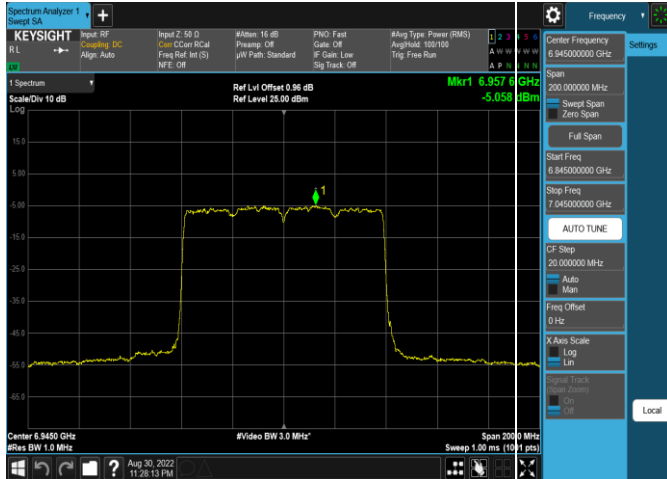 Spectrum Analyzer 1
Swept SA
+
Frequency
KEYSIGHT
Input: RF
Input Z: 50 Ω
#Atten: 16 dB
PNO: Fast
#Avg Type: Power (RMS)
1 2 3 4 5 6
R L
Coupling: DC
Corr CCorr RCal
Preamp: Off
Gate: Off
Avg|Hold: 100/100
A W W W W W
Align: Auto
Freq Ref: Int (S)
µW Path: Standard
IF Gain: Low
Trig: Free Run
NFE: Off
Sig Track: Off
A P N N N N
1 Spectrum
Ref Lvl Offset 0.96 dB
Mkr1 6.957 6 GHz
Scale/Div 10 dB
Ref Level 25.00 dBm
-5.058 dBm
Log
15.0
5.00
1
-5.00
-15.0
-25.0
-35.0
-45.0
-55.0
-65.0
Center 6.9450 GHz
#Video BW 3.0 MHz*
Span 200.0 MHz
#Res BW 1.0 MHz
Sweep 1.00 ms (1001 pts)
?
Aug 30, 2022
11:28:13 PM
Center Frequency
6.945000000 GHz
Settings
Span
200.000000 MHz
Swept Span
Zero Span
Full Span
Start Freq
6.845000000 GHz
Stop Freq
7.045000000 GHz
AUTO TUNE
CF Step
20.000000 MHz
Auto
Man
Freq Offset
0 Hz
X Axis Scale
Log
Lin
Signal Track
(Span Zoom)
On
Off
Local